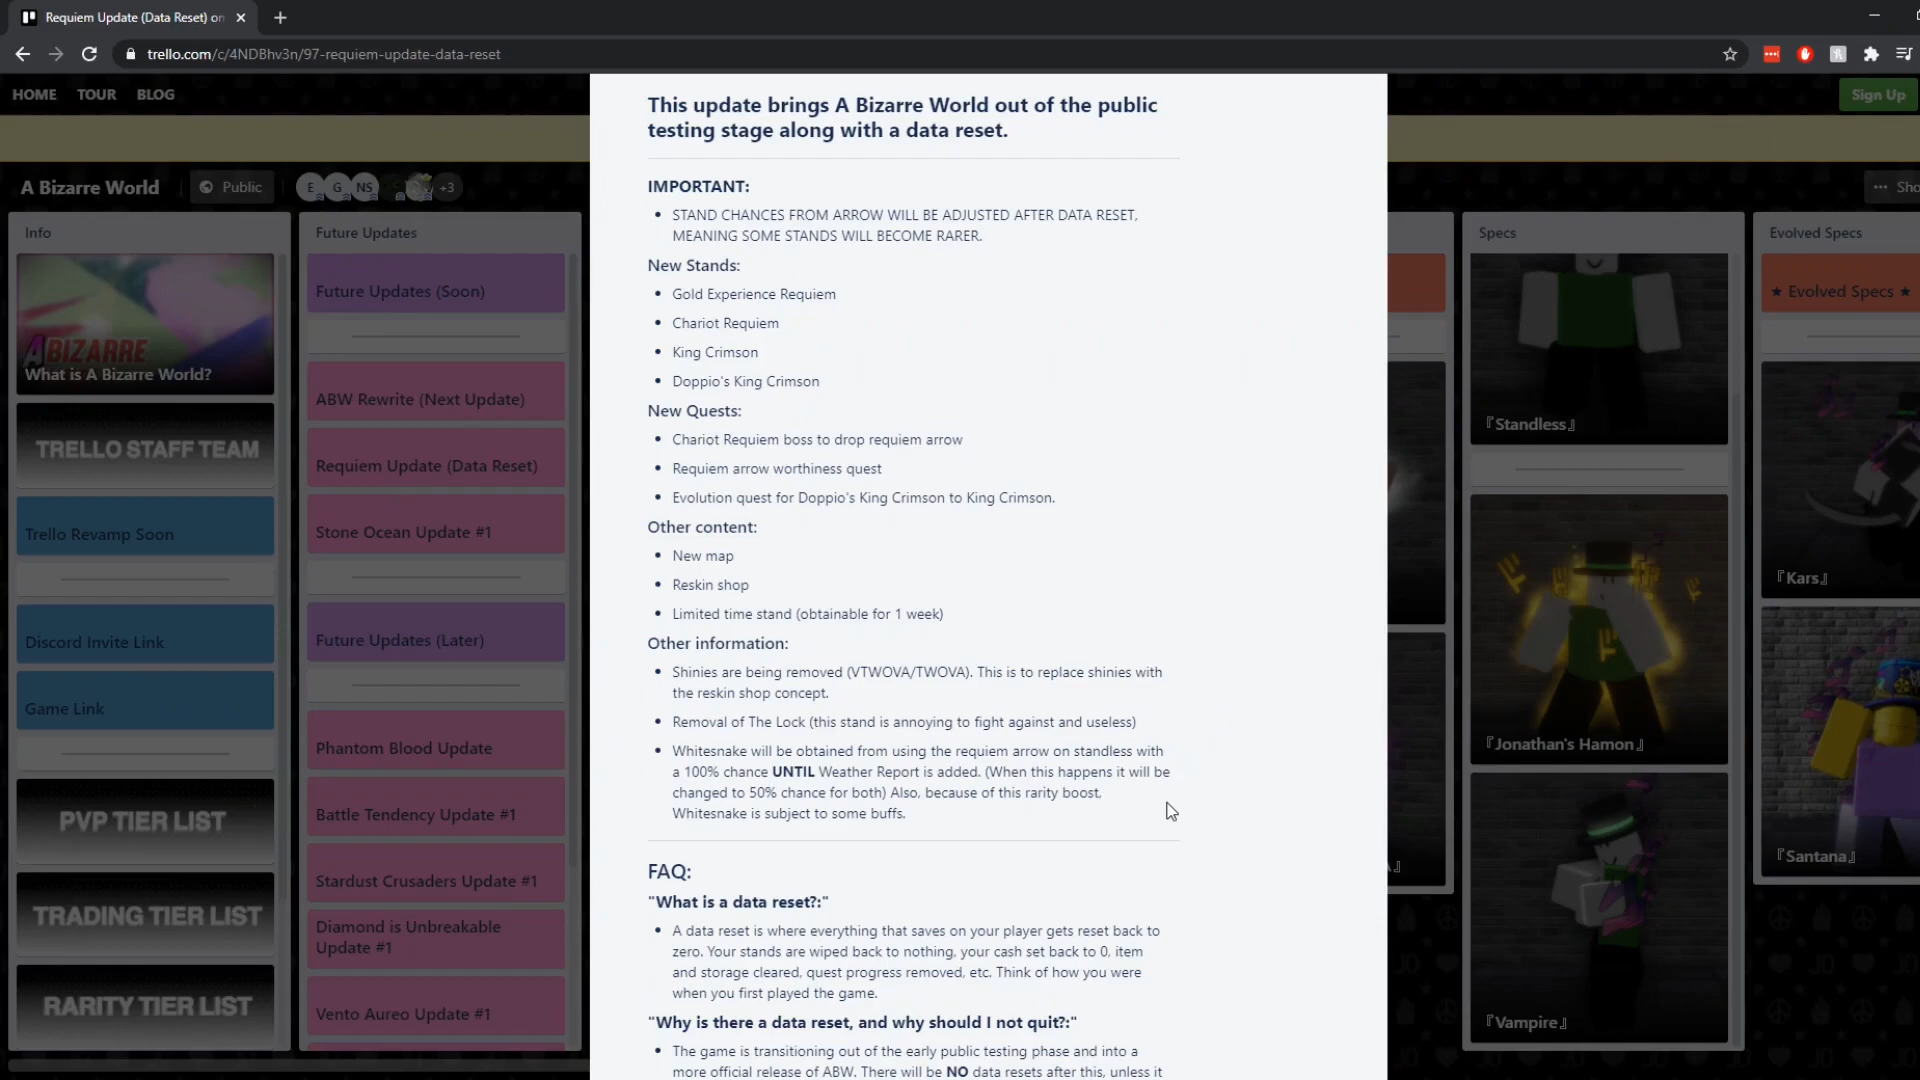 Requiem Update (Data Reset) on
trello.com/c/4NDBhv3n/97-requiem-update-data-reset
HOME TOUR BLOG
Sign Up
A Bizarre World
Public
E G NS +3
Sho
Info
A BIZARRE
What is A Bizarre World?
TRELLO STAFF TEAM
Trello Revamp Soon
Discord Invite Link
Game Link
PVP TIER LIST
TRADING TIER LIST
RARITY TIER LIST
Future Updates
Future Updates (Soon)
ABW Rewrite (Next Update)
Requiem Update (Data Reset)
Stone Ocean Update #1
Future Updates (Later)
Phantom Blood Update
Battle Tendency Update #1
Stardust Crusaders Update #1
Diamond is Unbreakable
Update #1
Vento Aureo Update #1
This update brings A Bizarre World out of the public
testing stage along with a data reset.
IMPORTANT:
• STAND CHANCES FROM ARROW WILL BE ADJUSTED AFTER DATA RESET,
MEANING SOME STANDS WILL BECOME RARER.
New Stands:
• Gold Experience Requiem
• Chariot Requiem
• King Crimson
• Doppio's King Crimson
New Quests:
• Chariot Requiem boss to drop requiem arrow
• Requiem arrow worthiness quest
• Evolution quest for Doppio's King Crimson to King Crimson.
Other content:
• New map
• Reskin shop
• Limited time stand (obtainable for 1 week)
Other information:
• Shinies are being removed (VTWOVA/TWOVA). This is to replace shinies with
the reskin shop concept.
• Removal of The Lock (this stand is annoying to fight against and useless)
• Whitesnake will be obtained from using the requiem arrow on standless with
a 100% chance UNTIL Weather Report is added. (When this happens it will be
changed to 50% chance for both) Also, because of this rarity boost,
Whitesnake is subject to some buffs.
FAQ:
"What is a data reset?:"
• A data reset is where everything that saves on your player gets reset back to
zero. Your stands are wiped back to nothing, your cash set back to 0, item
and storage cleared, quest progress removed, etc. Think of how you were
when you first played the game.
"Why is there a data reset, and why should I not quit?:"
• The game is transitioning out of the early public testing phase and into a
more official release of ABW. There will be NO data resets after this, unless it
Specs
『Standless』
『Jonathan's Hamon』
『Vampire』
Evolved Specs
★ Evolved Specs ★
『Kars』
『Santana』